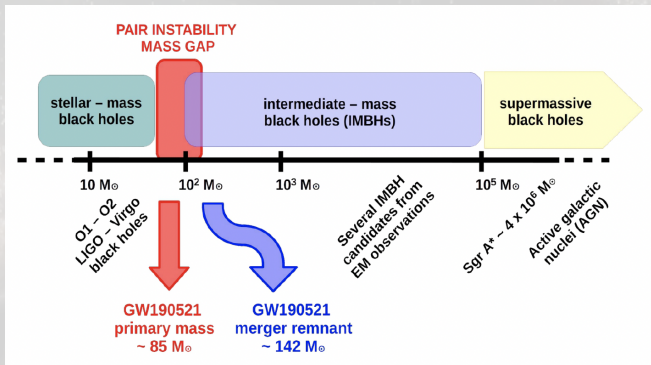 PAIR INSTABILITY
MASS GAP
stellar – mass
black holes
intermediate – mass
black holes (IMBHs)
supermassive
black holes
10 M☉
10² M☉
10³ M☉
10⁵ M☉
O1 – O2
LIGO – Virgo
black holes
Several IMBH
candidates from
EM observations
Sgr A* ~ 4 x 10⁶ M☉
Active galactic
nuclei (AGN)
GW190521
primary mass
~ 85 M☉
GW190521
merger remnant
~ 142 M☉